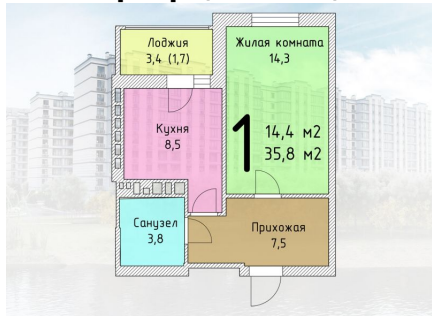 Лоджия
3,4 (1,7)
Жилая комната
14,3
Кухня
8,5
1
14,4 м2
35,8 м2
Санузел
3,8
Прихожая
7,5